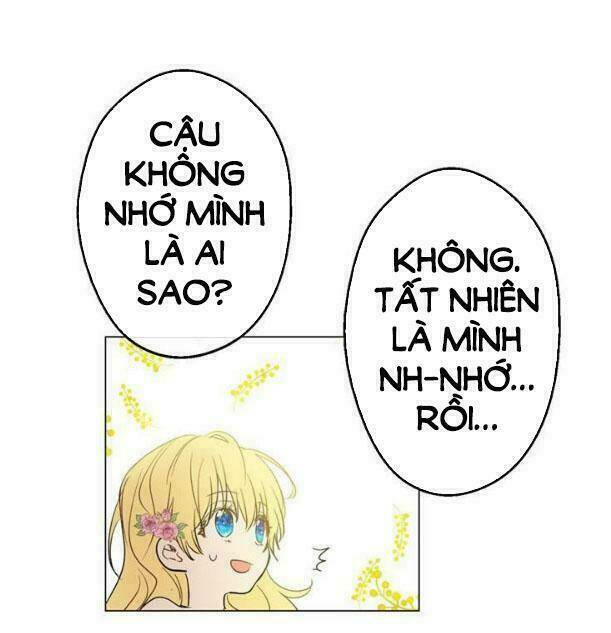 CẬU
KHÔNG
NHỚ MÌNH
LÀ AI
SAO?
KHÔNG.
TẤT NHIÊN
LÀ MÌNH
NH-NHỚ...
RỒI...